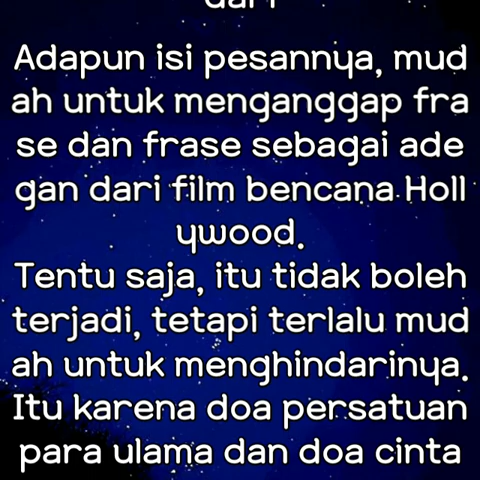 dari
Adapun isi pesannya, mud
ah untuk menganggap fra
se dan frase sebagai ade
gan dari film bencana Holl
ywood.
Tentu saja, itu tidak boleh
terjadi, tetapi terlalu mud
ah untuk menghindarinya.
Itu karena doa persatuan
para ulama dan doa cinta